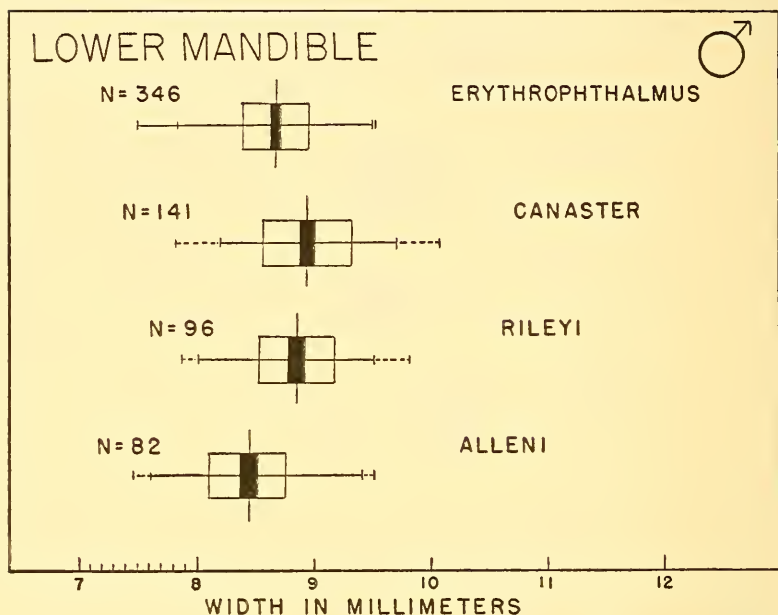 LOWER MANDIBLE ♂
N=346 ERYTHROPHTHALMUS
N=141 CANASTER
N=96 RILEYI
N=82 ALLENI
7 8 9 10 11 12
WIDTH IN MILLIMETERS